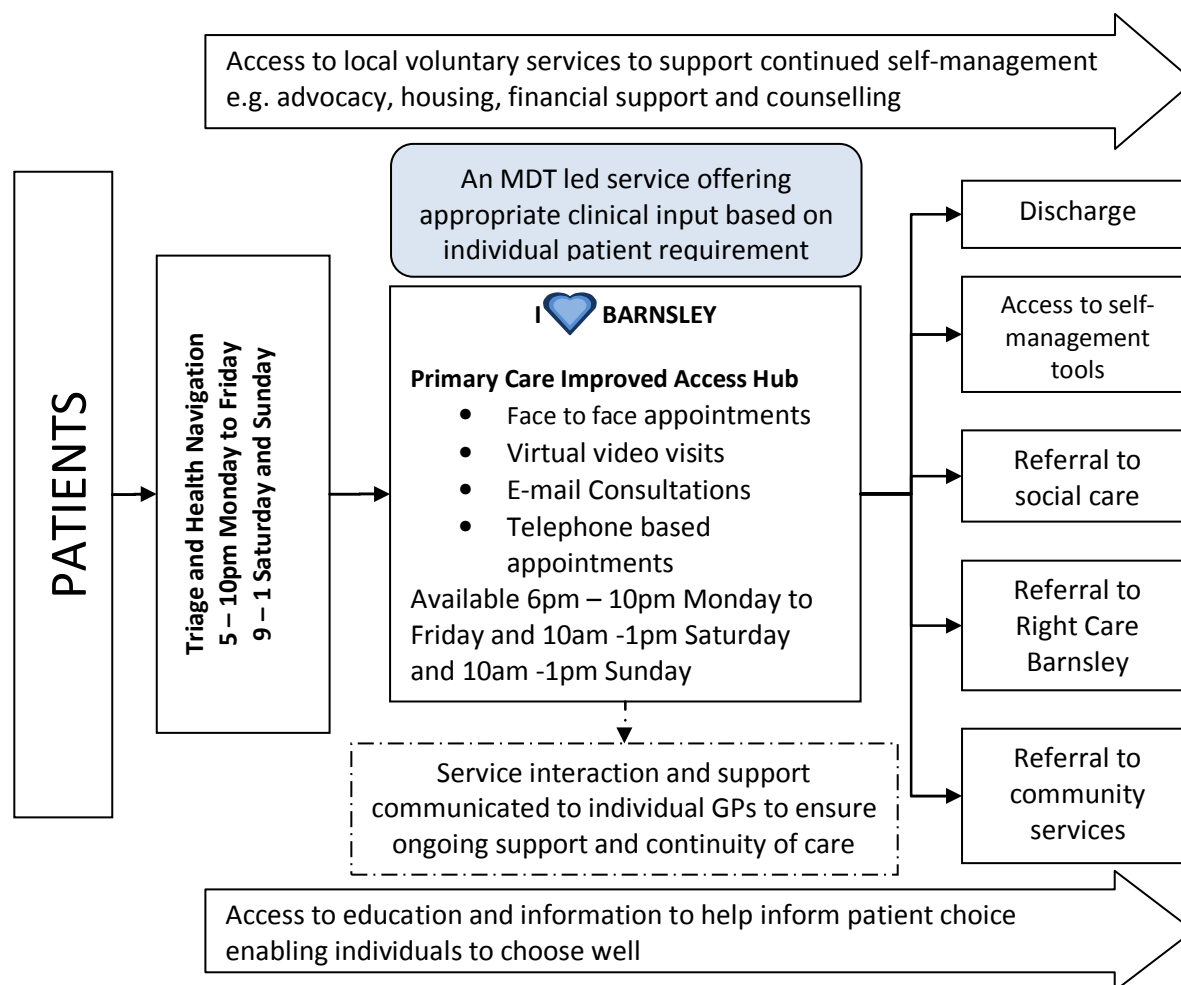 Access to local voluntary services to support continued self-management
e.g. advocacy, housing, financial support and counselling
PATIENTS
Triage and Health Navigation
5 – 10pm Monday to Friday
9 – 1 Saturday and Sunday
An MDT led service offering
appropriate clinical input based on
individual patient requirement
I BARNSLEY
Primary Care Improved Access Hub
• Face to face appointments
• Virtual video visits
• E-mail Consultations
• Telephone based
appointments
Available 6pm – 10pm Monday to
Friday and 10am -1pm Saturday
and 10am -1pm Sunday
Service interaction and support
communicated to individual GPs to ensure
ongoing support and continuity of care
Discharge
Access to self-
management
tools
Referral to
social care
Referral to
Right Care
Barnsley
Referral to
community
services
Access to education and information to help inform patient choice
enabling individuals to choose well